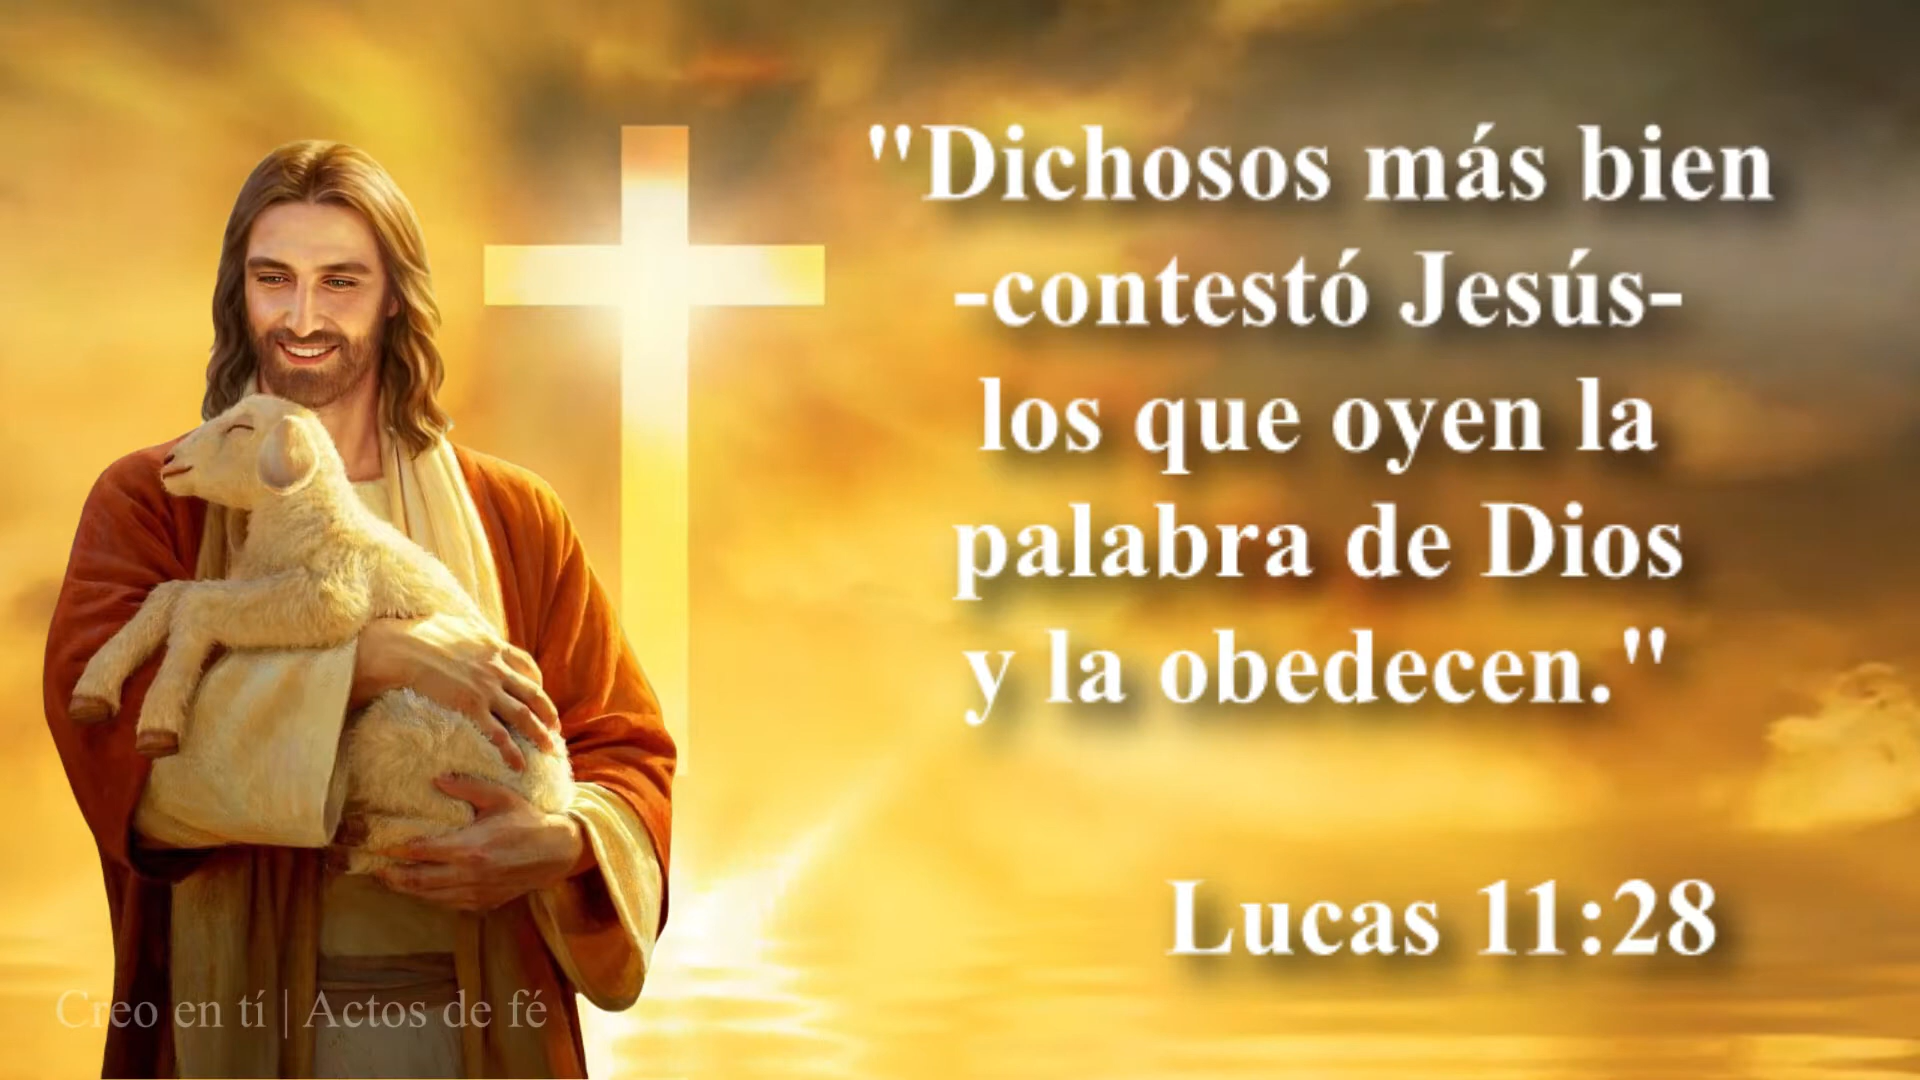 "Dichosos más bien
-contestó Jesús-
los que oyen la
palabra de Dios
y la obedecen."
Lucas 11:28
Creo en tí | Actos de fé